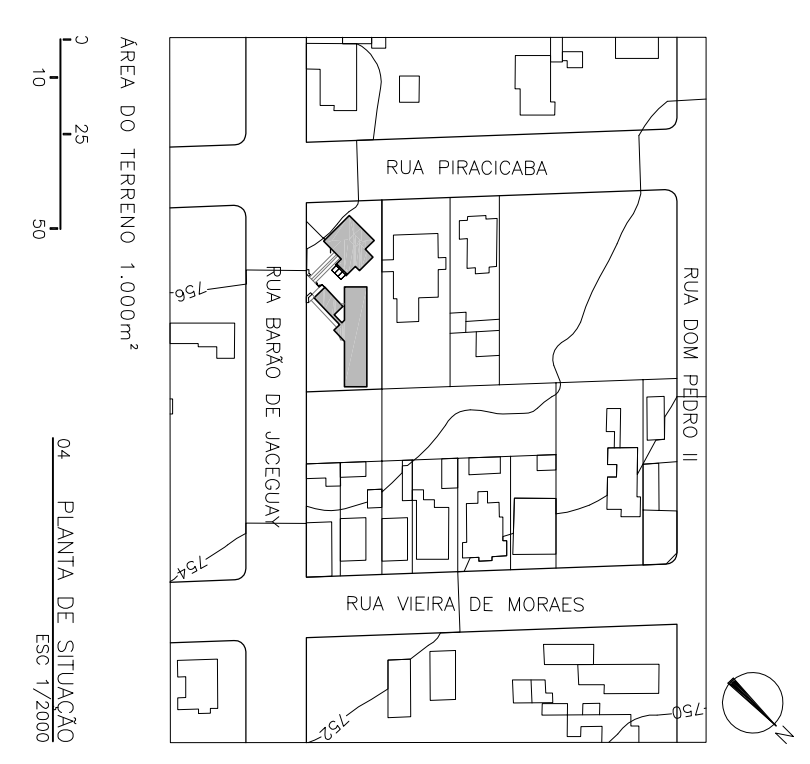 RUA PIRACICABA
RUA DOM PEDRO II
RUA BARÃO DE JACEGUAY
RUA VIEIRA DE MORAES
756
754
752
750
N
ÁREA DO TERRENO 1.000m²
0 10 25 50
04 PLANTA DE SITUAÇÃO
ESC 1/2000